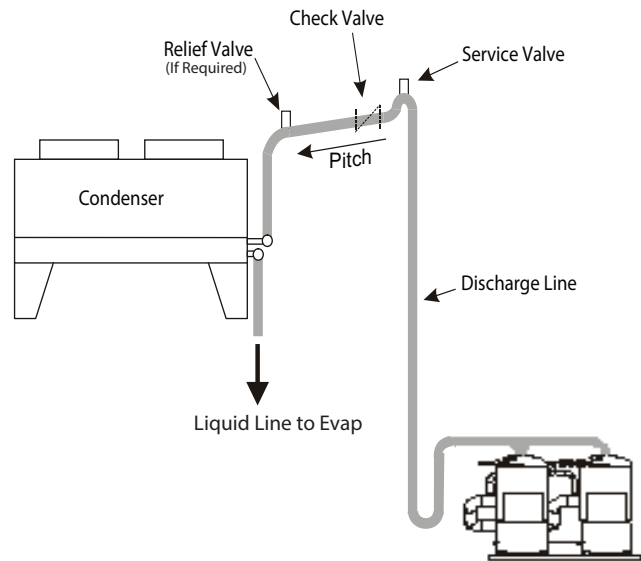 Check Valve
Relief Valve
(If Required)
Service Valve
Pitch
Condenser
Discharge Line
Liquid Line to Evap